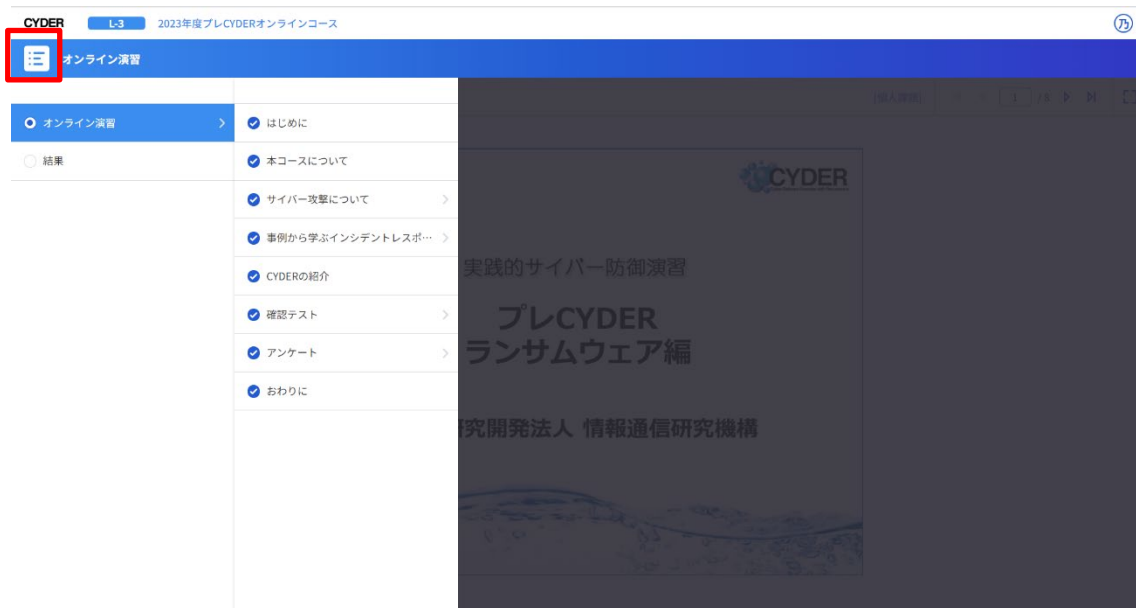 CYDER L-3 2023年度プレCYDERオンラインコース 乃
オンライン演習
[個人実績] 1 / 5
オンライン演習
結果
はじめに
本コースについて
サイバー攻撃について
事例から学ぶインシデントレスポ…
CYDERの紹介
確認テスト
アンケート
おわりに
CYDER
実践的サイバー防御演習
プレCYDER
ランサムウェア編
研究開発法人 情報通信研究機構